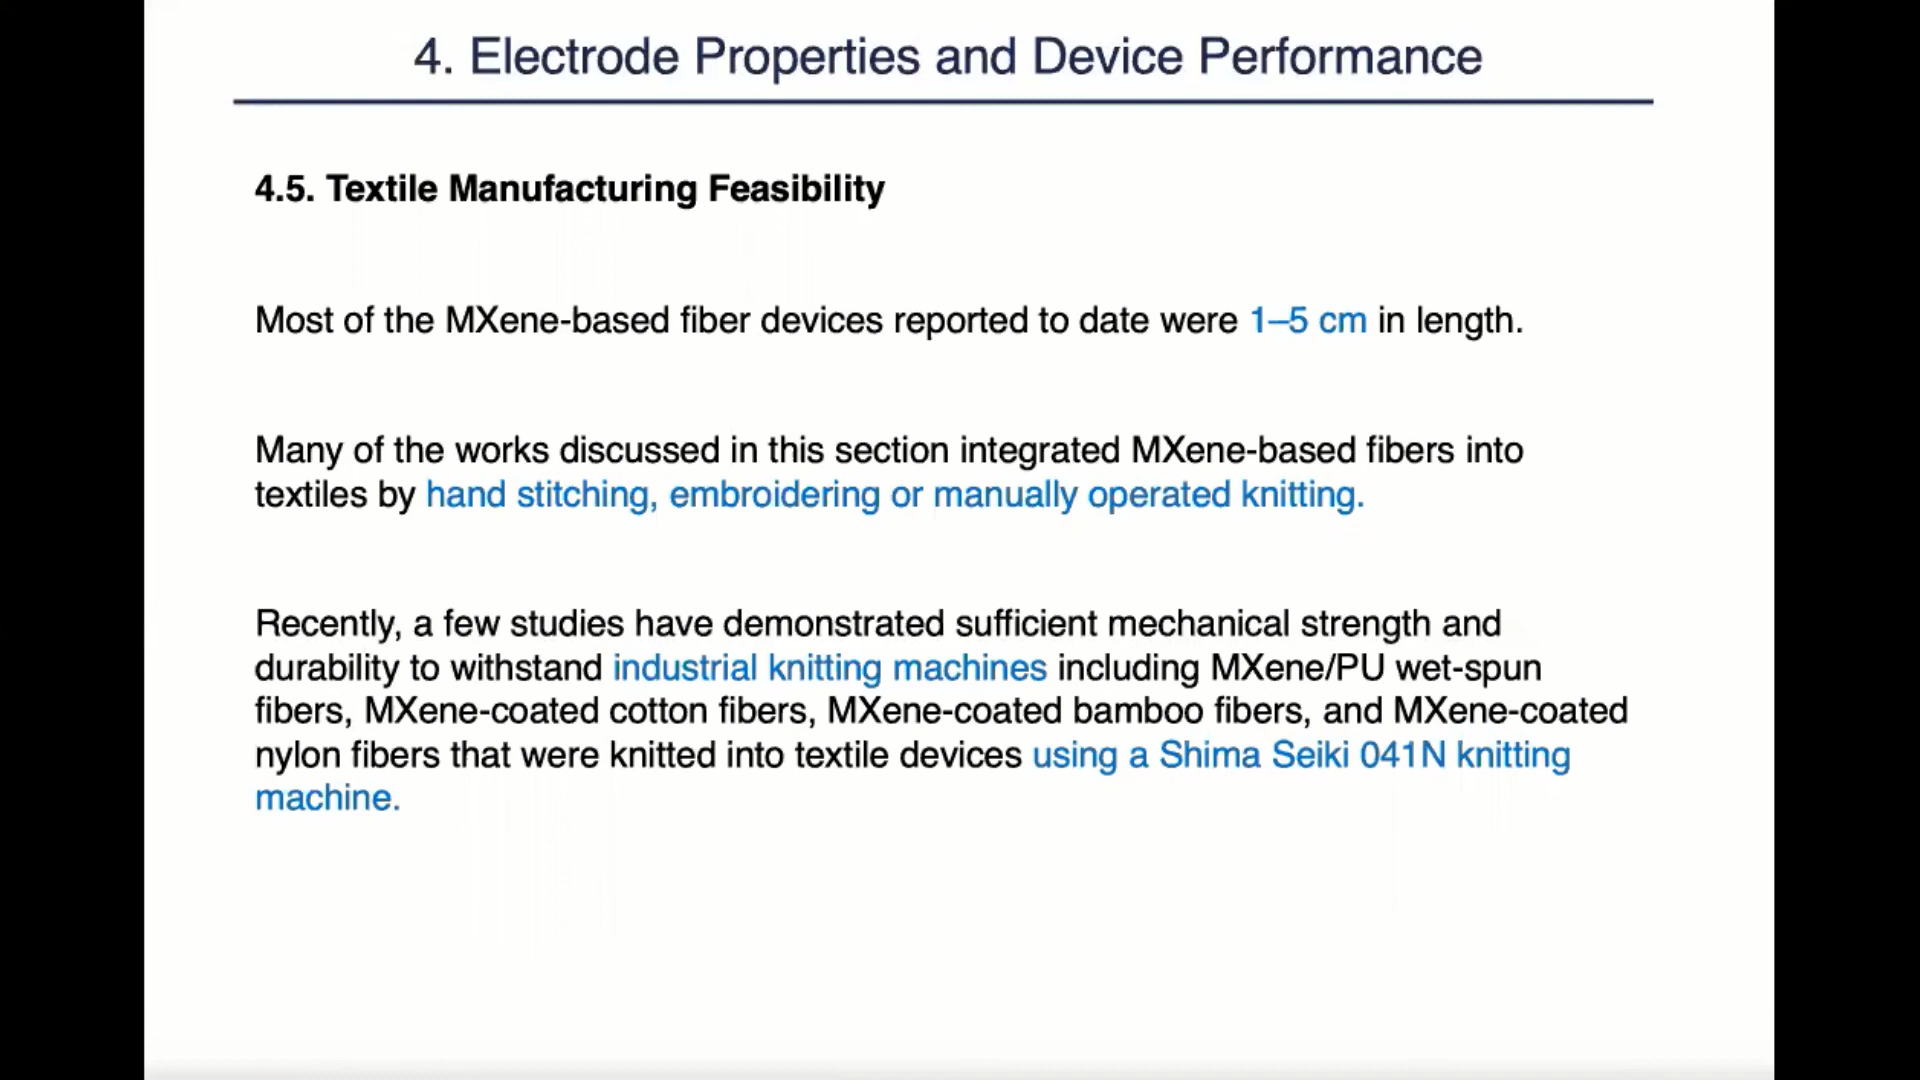 4. Electrode Properties and Device Performance
4.5. Textile Manufacturing Feasibility
Most of the MXene-based fiber devices reported to date were 1–5 cm in length.
Many of the works discussed in this section integrated MXene-based fibers into
textiles by hand stitching, embroidering or manually operated knitting.
Recently, a few studies have demonstrated sufficient mechanical strength and
durability to withstand industrial knitting machines including MXene/PU wet-spun
fibers, MXene-coated cotton fibers, MXene-coated bamboo fibers, and MXene-coated
nylon fibers that were knitted into textile devices using a Shima Seiki 041N knitting
machine.